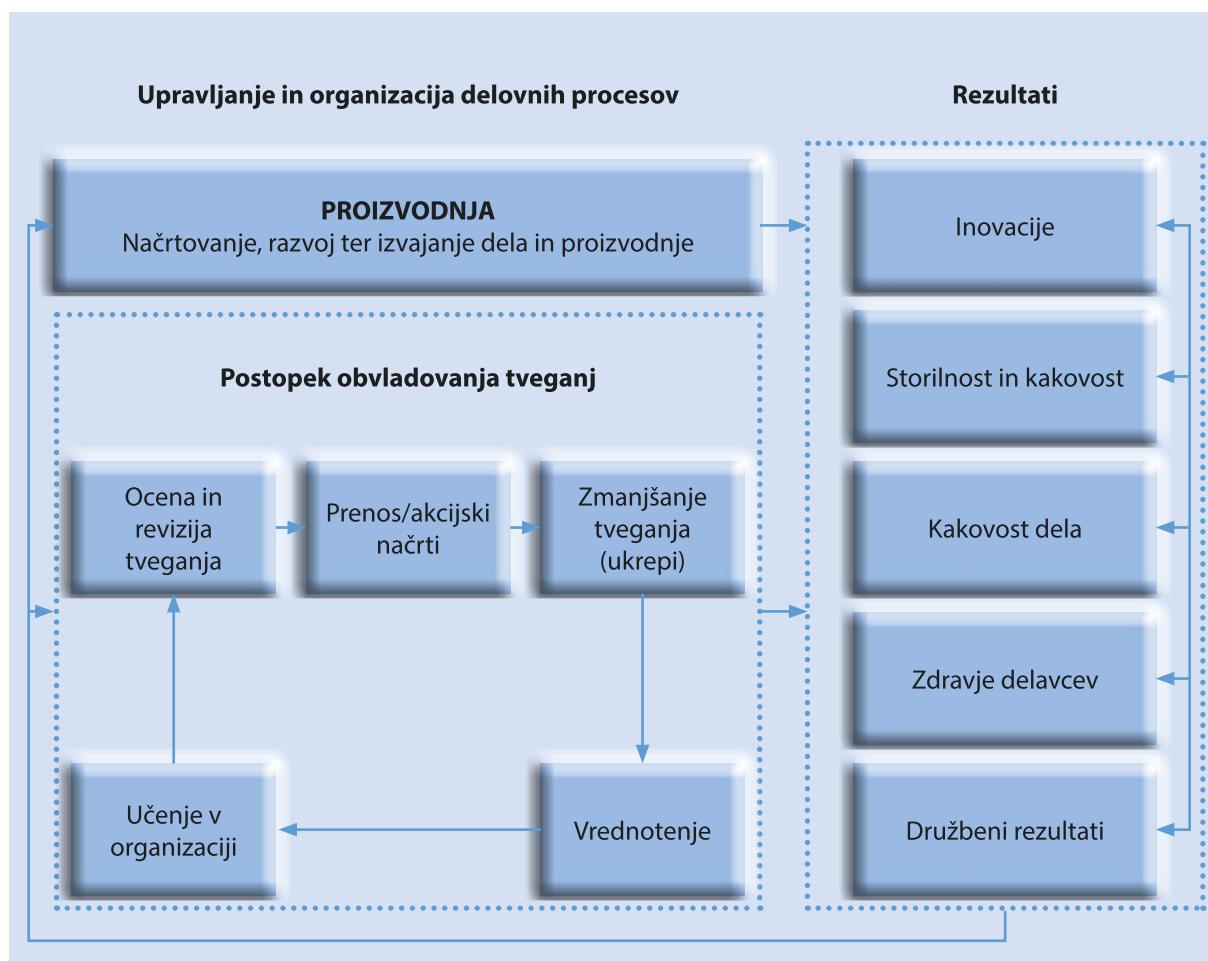 Upravljanje in organizacija delovnih procesov
Rezultati
PROIZVODNJA
Načrtovanje, razvoj ter izvajanje dela in proizvodnje
Postopek obvladovanja tveganj
Ocena in
revizija
tveganja
Prenos/akcijski
načrti
Zmanjšanje
tveganja
(ukrepi)
Učenje v
organizaciji
Vrednotenje
Inovacije
Storilnost in kakovost
Kakovost dela
Zdravje delavcev
Družbeni rezultati